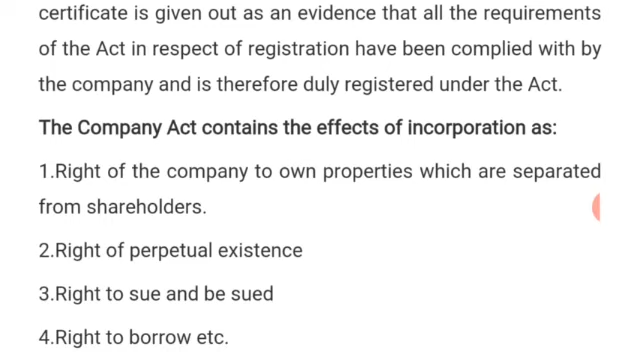 certificate is given out as an evidence that all the requirements
of the Act in respect of registration have been complied with by
the company and is therefore duly registered under the Act.
The Company Act contains the effects of incorporation as:
1.Right of the company to own properties which are separated
from shareholders.
2.Right of perpetual existence
3.Right to sue and be sued
4.Right to borrow etc.